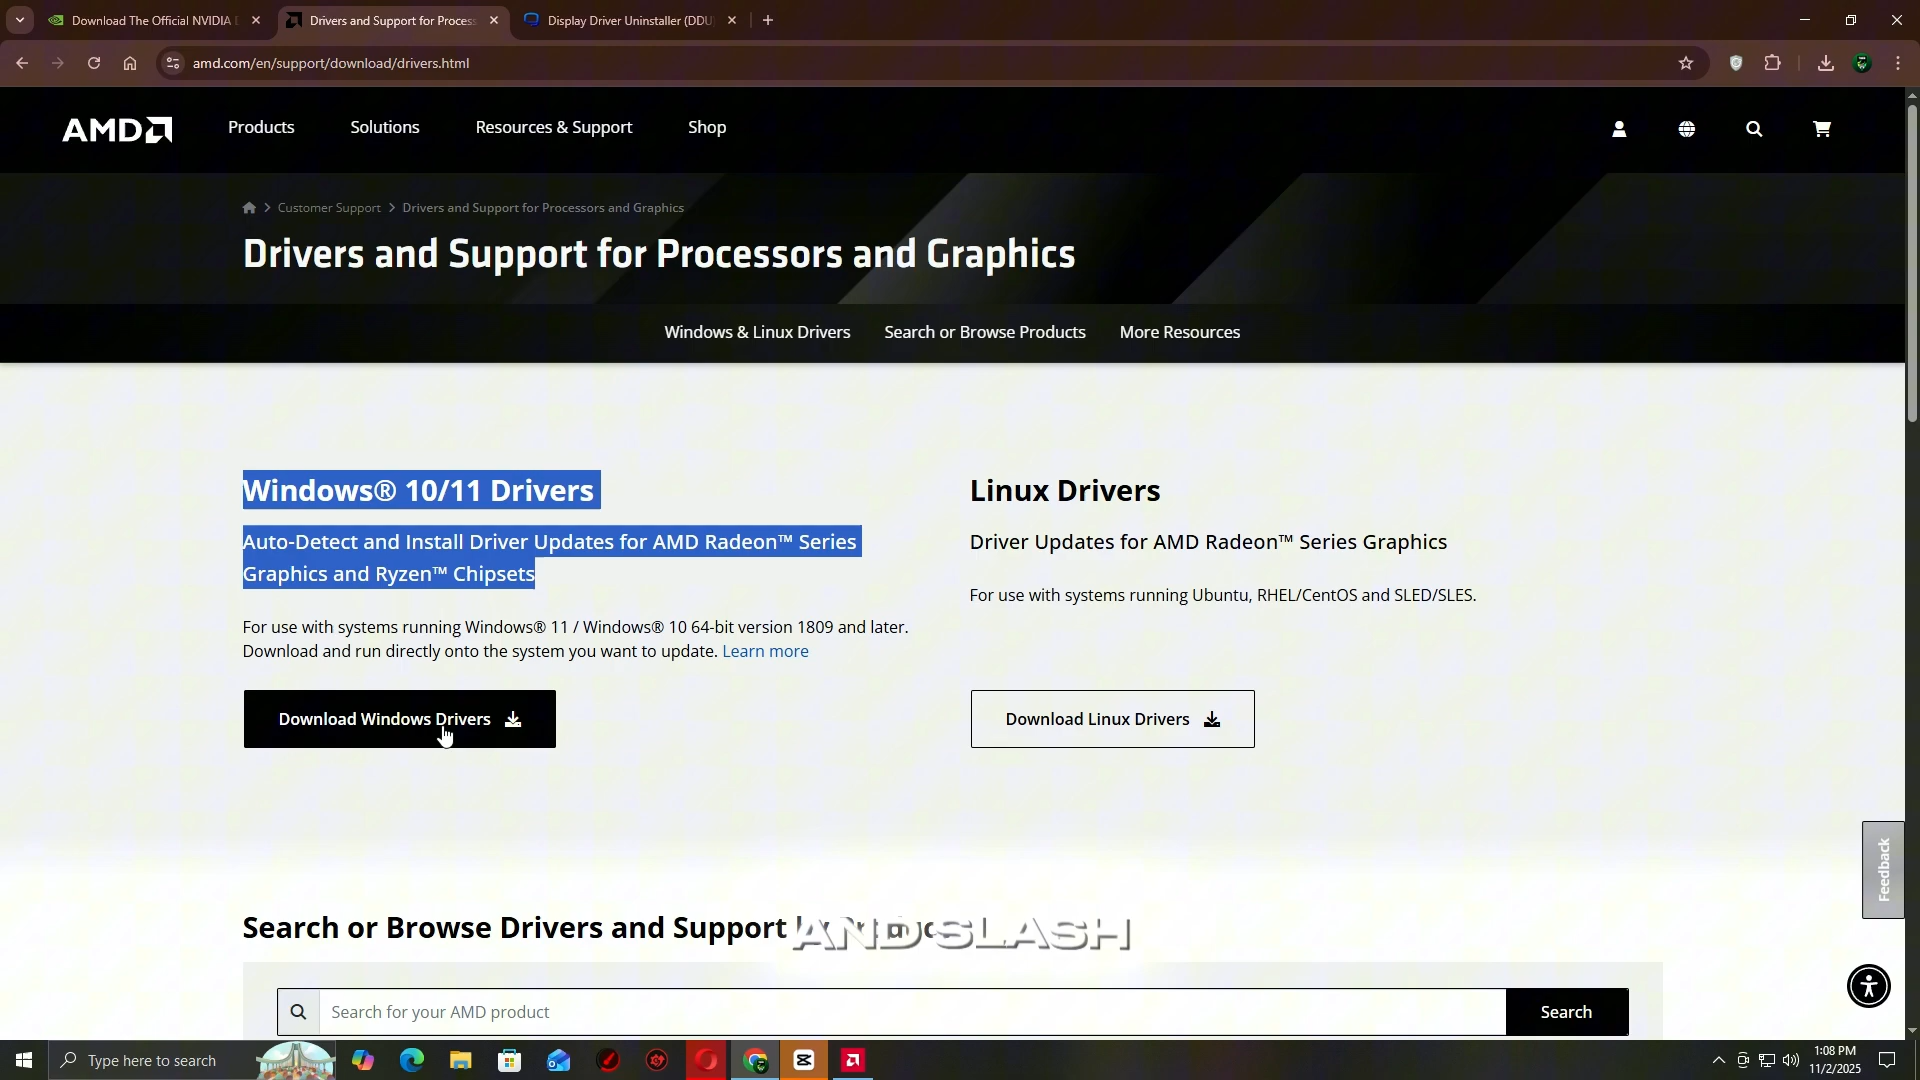 Download The Official NVIDIA
Drivers and Support for Process
Display Driver Uninstaller (DDU
amd.com/en/support/download/drivers.html
AMD
Products
Solutions
Resources & Support
Shop
Customer Support
Drivers and Support for Processors and Graphics
Drivers and Support for Processors and Graphics
Windows & Linux Drivers
Search or Browse Products
More Resources
Windows® 10/11 Drivers
Auto-Detect and Install Driver Updates for AMD Radeon™ Series
Graphics and Ryzen™ Chipsets
For use with systems running Windows® 11 / Windows® 10 64-bit version 1809 and later.
Download and run directly onto the system you want to update. Learn more
Download Windows Drivers
Linux Drivers
Driver Updates for AMD Radeon™ Series Graphics
For use with systems running Ubuntu, RHEL/CentOS and SLED/SLES.
Download Linux Drivers
Feedback
Search or Browse Drivers and Support
AND SLASH
Search for your AMD product
Search
Type here to search
1:08 PM
11/2/2025